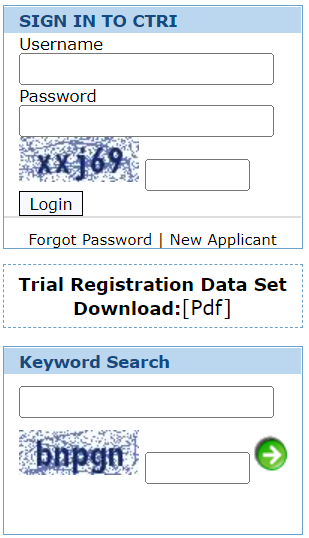 SIGN IN TO CTRI
Username
Password
xxj69
Login
Forgot Password | New Applicant
Trial Registration Data Set
Download:[Pdf]
Keyword Search
bnpgn